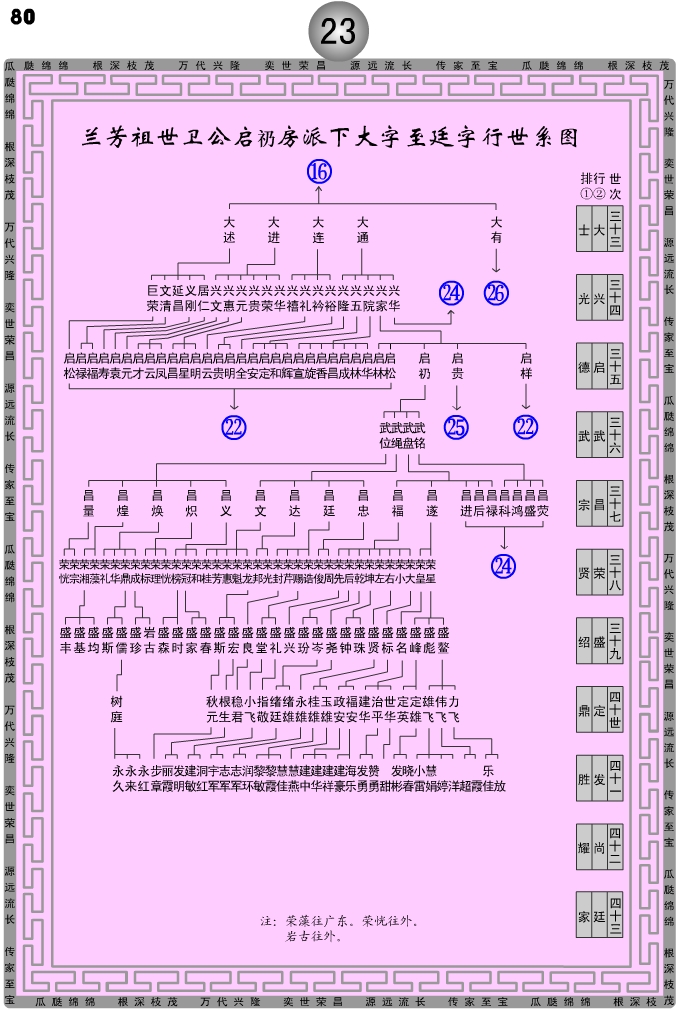 80
23
瓜瓞绵绵 根深枝茂 万代兴隆 奕世荣昌 源远流长 传家至宝 瓜瓞绵绵 根深枝茂
瓜瓞绵绵 根深枝茂 万代兴隆 奕世荣昌 源远流长 传家至宝 瓜瓞绵绵 根深枝茂 万代兴隆 奕世荣昌 源远流长 传家至宝
万代兴隆 奕世荣昌 源远流长 传家至宝 瓜瓞绵绵 根深枝茂 万代兴隆 奕世荣昌 源远流长 传家至宝 瓜瓞绵绵 根深枝茂
兰芳祖世卫公启礽房派下大字至廷字行世系图
16
排行 世
①② 次
大述 大进 大连 大通 大有
士 大 三十三
巨荣 文清 延昌 义刚 居仁 兴文 兴惠 兴元 兴贵 兴荣 兴华 兴禧 兴礼 兴衿 兴裕 兴隆 兴五 兴院 兴家 兴华
24 26
光 兴 三十四
启松 启禄 启福 启寿 启袁 启元 启才 启云 启凤 启昌 启星 启明 启云 启贵 启明 启全 启安 启定 启和 启辉 启宣 启旋 启香 启昌 启成 启林 启华 启林 启松 启礽 启贵 启样
德 启 三十五
22 25 22
武位 武绳 武盘 武铭
武 武 三十六
昌量 昌煌 昌焕 昌炽 昌义 昌文 昌达 昌廷 昌忠 昌福 昌遂 昌进 昌后 昌禄 昌科 昌鸿 昌盛 昌荧
宗 昌 三十七
24
荣恍 荣宗 荣湘 荣藻 荣礼 荣华 荣鼎 荣成 荣标 荣理 荣恍 荣榜 荣冠 荣和 荣桂 荣芳 荣惠 荣魁 荣龙 荣邦 荣光 荣封 荣芹 荣赐 荣诰 荣俊 荣周 荣先 荣后 荣乾 荣坤 荣左 荣右 荣小 荣大 荣皇 荣星
贤 荣 三十八
盛丰 盛基 盛均 盛斯 盛儒 盛珍 岩古 盛森 盛时 盛家 盛春 盛斯 盛宏 盛良 盛堂 盛礼 盛兴 盛玢 盛岑 盛尧 盛钟 盛珠 盛贤 盛标 盛名 盛峰 盛彪 盛鳌
绍 盛 三十九
树庭 秋元 根生 稳君 小飞 指敬 绪廷 绪雄 永雄 桂雄 玉雄 政安 福安 建华 治平 世华 定英 定雄 雄飞 伟飞 力飞
鼎 定 四十世
永久 永来 永红 步章 丽霞 发明 建敏 洞红 宇军 志军 志军 润环 黎敏 黎霞 慧佳 慧燕 建中 建华 建祥 建豪 海乐 发勇 赞勇 甜 发彬 晓春 小雷 慧娟 婷 洋 超 霞 乐佳 放
胜 发 四十一
耀 尚 四十二
家 廷 四十三
注：荣藻往广东。荣恍往外。
岩古往外。
瓜瓞绵绵 根深枝茂 万代兴隆 奕世荣昌 源远流长 传家至宝 瓜瓞绵绵 根深枝茂